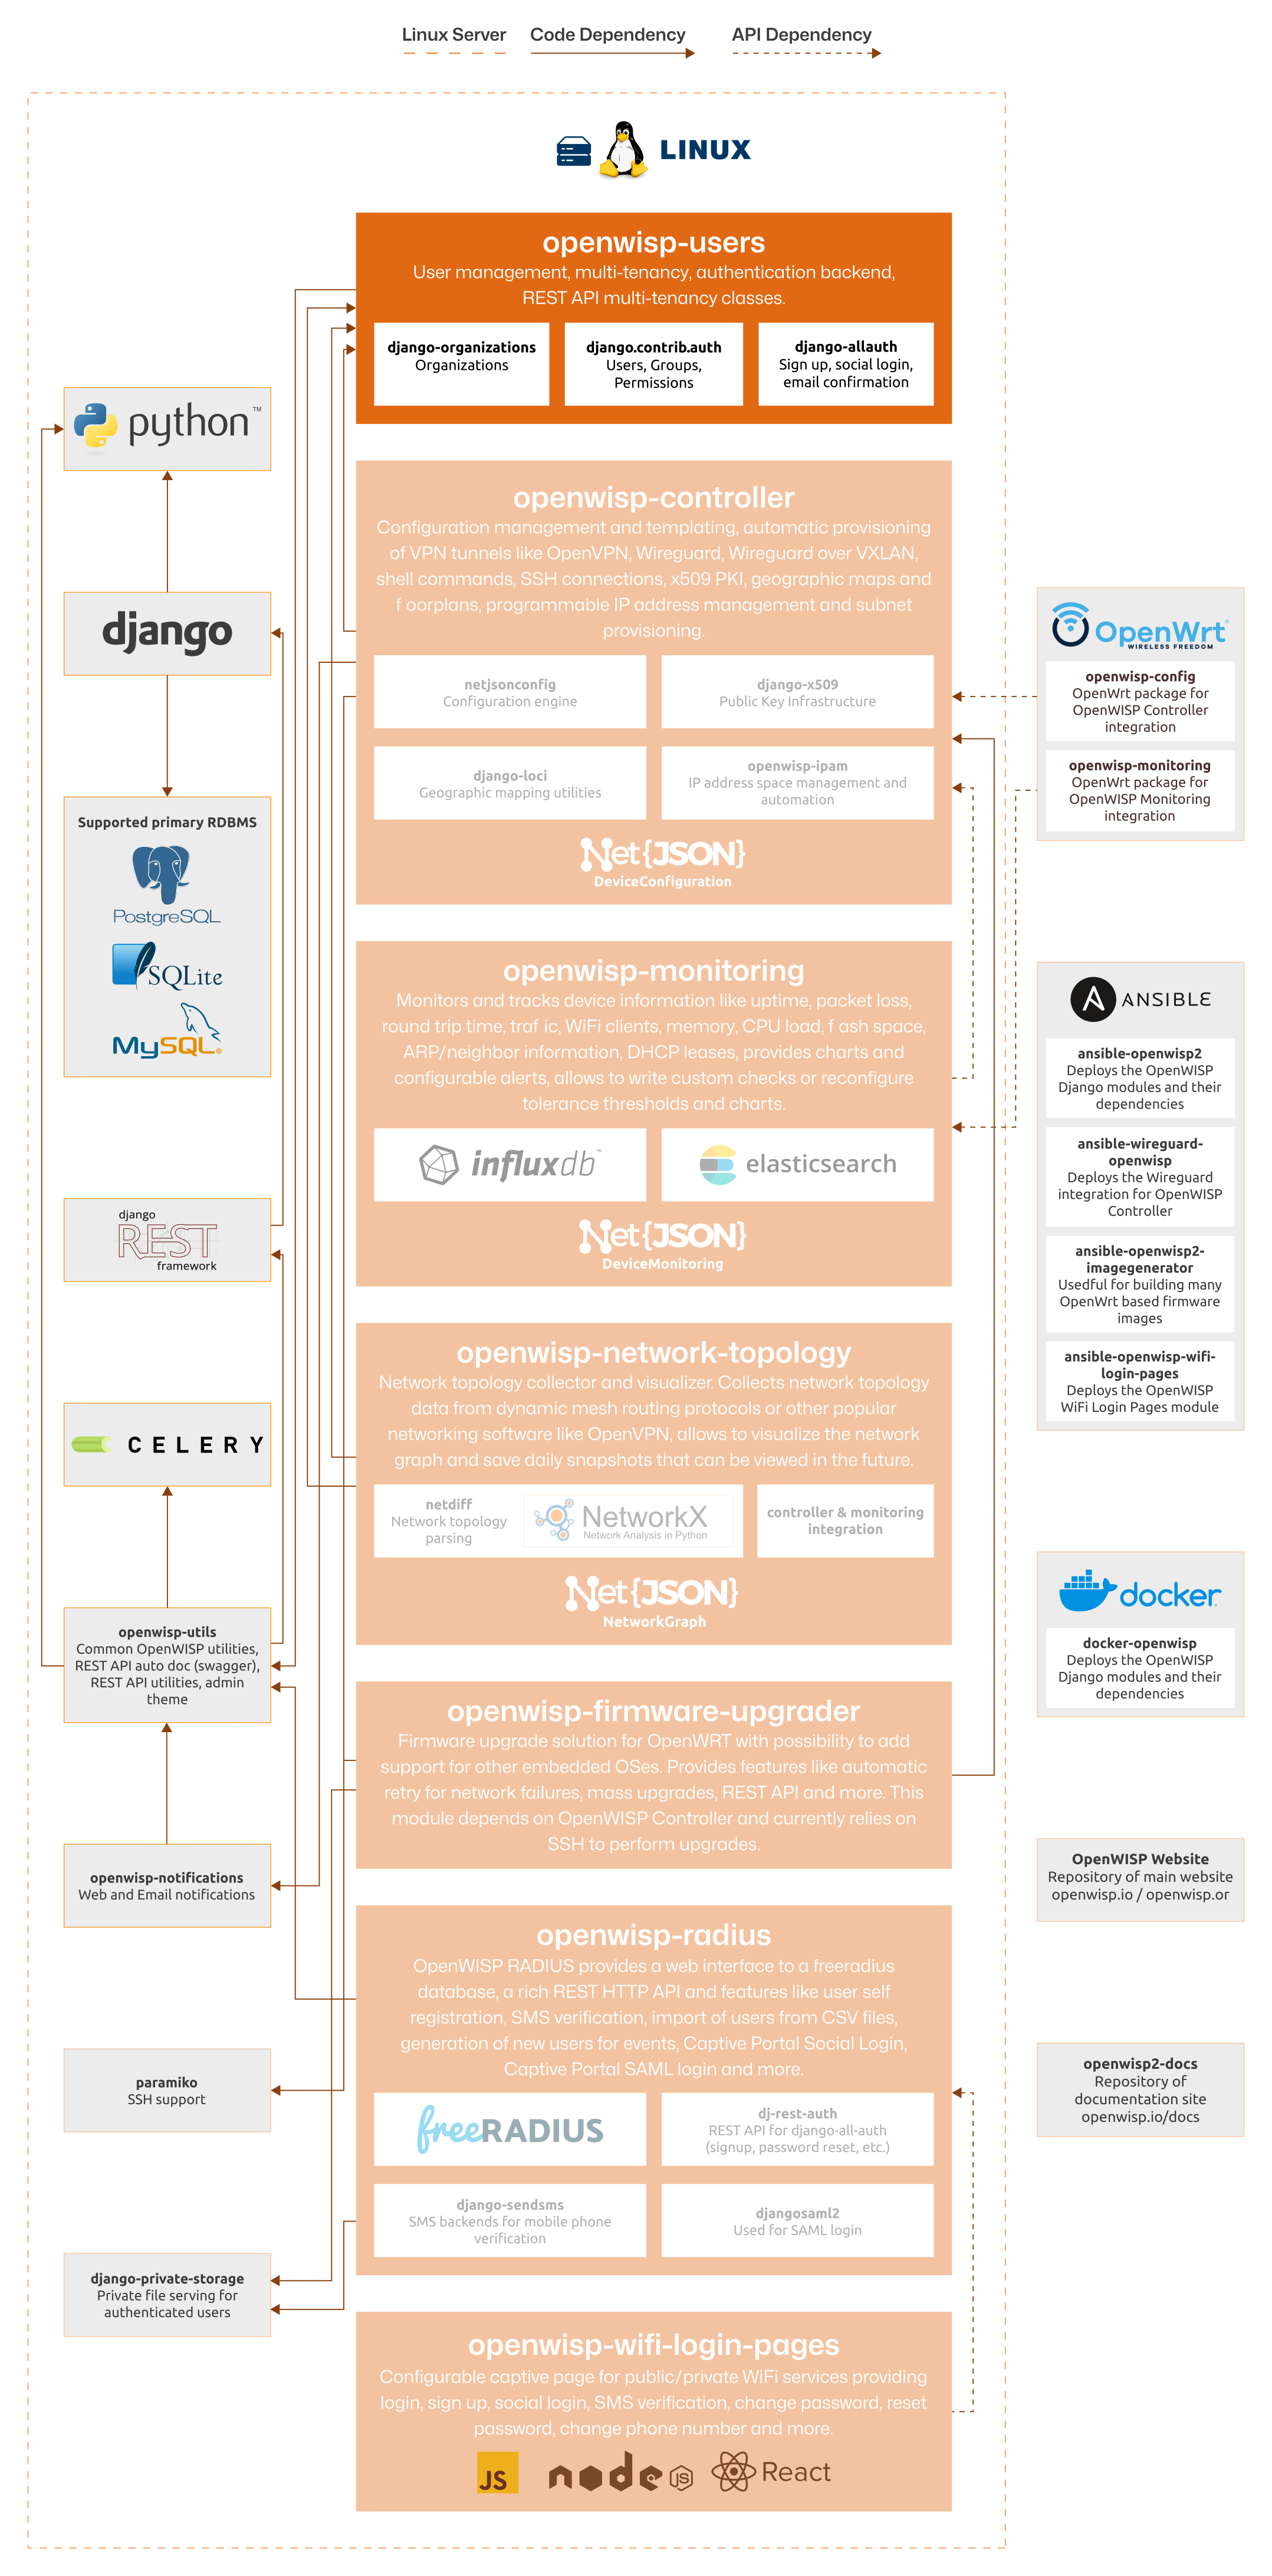 Linux Server
Code Dependency
API Dependency
LINUX
openwisp-users
User management, multi-tenancy, authentication backend,
REST API multi-tenancy classes.
django-organizations
Organizations
django.contrib.auth
Users, Groups,
Permissions
django-allauth
Sign up, social login,
email confirmation
python™
django
Supported primary RDBMS
PostgreSQL
SQLite
MySQL®
django
REST
framework
CELERY
openwisp-utils
Common OpenWISP utilities,
REST API auto doc (swagger),
REST API utilities, admin
theme
openwisp-notifications
Web and Email notifications
paramiko
SSH support
django-private-storage
Private file serving for
authenticated users
openwisp-controller
Configuration management and templating, automatic provisioning
of VPN tunnels like OpenVPN, Wireguard, Wireguard over VXLAN,
shell commands, SSH connections, x509 PKI, geographic maps and
f oorplans, programmable IP address management and subnet
provisioning.
netjsonconfig
Configuration engine
django-x509
Public Key Infrastructure
django-loci
Geographic mapping utilities
openwisp-ipam
IP address space management and
automation
Net{JSON}
DeviceConfiguration
openwisp-monitoring
Monitors and tracks device information like uptime, packet loss,
round trip time, traf ic, WiFi clients, memory, CPU load, f ash space,
ARP/neighbor information, DHCP leases, provides charts and
configurable alerts, allows to write custom checks or reconfigure
tolerance thresholds and charts.
influxdb™
elasticsearch
Net{JSON}
DeviceMonitoring
openwisp-network-topology
Network topology collector and visualizer. Collects network topology
data from dynamic mesh routing protocols or other popular
networking software like OpenVPN, allows to visualize the network
graph and save daily snapshots that can be viewed in the future.
netdiff
Network topology
parsing
NetworkX
Network Analysis in Python
controller & monitoring
integration
Net{JSON}
NetworkGraph
openwisp-firmware-upgrader
Firmware upgrade solution for OpenWRT with possibility to add
support for other embedded OSes. Provides features like automatic
retry for network failures, mass upgrades, REST API and more. This
module depends on OpenWISP Controller and currently relies on
SSH to perform upgrades.
openwisp-radius
OpenWISP RADIUS provides a web interface to a freeradius
database, a rich REST HTTP API and features like user self
registration, SMS verification, import of users from CSV files,
generation of new users for events, Captive Portal Social Login,
Captive Portal SAML login and more.
freeRADIUS
dj-rest-auth
REST API for django-all-auth
(signup, password reset, etc.)
django-sendsms
SMS backends for mobile phone
verification
djangosaml2
Used for SAML login
openwisp-wifi-login-pages
Configurable captive page for public/private WiFi services providing
login, sign up, social login, SMS verification, change password, reset
password, change phone number and more.
JS
node JS
React
OpenWrt®
WIRELESS FREEDOM
openwisp-config
OpenWrt package for
OpenWISP Controller
integration
openwisp-monitoring
OpenWrt package for
OpenWISP Monitoring
integration
ANSIBLE
ansible-openwisp2
Deploys the OpenWISP
Django modules and their
dependencies
ansible-wireguard-
openwisp
Deploys the Wireguard
integration for OpenWISP
Controller
ansible-openwisp2-
imagegenerator
Usedful for building many
OpenWrt based firmware
images
ansible-openwisp-wifi-
login-pages
Deploys the OpenWISP
WiFi Login Pages module
docker
docker-openwisp
Deploys the OpenWISP
Django modules and their
dependencies
OpenWISP Website
Repository of main website
openwisp.io / openwisp.or
openwisp2-docs
Repository of
documentation site
openwisp.io/docs